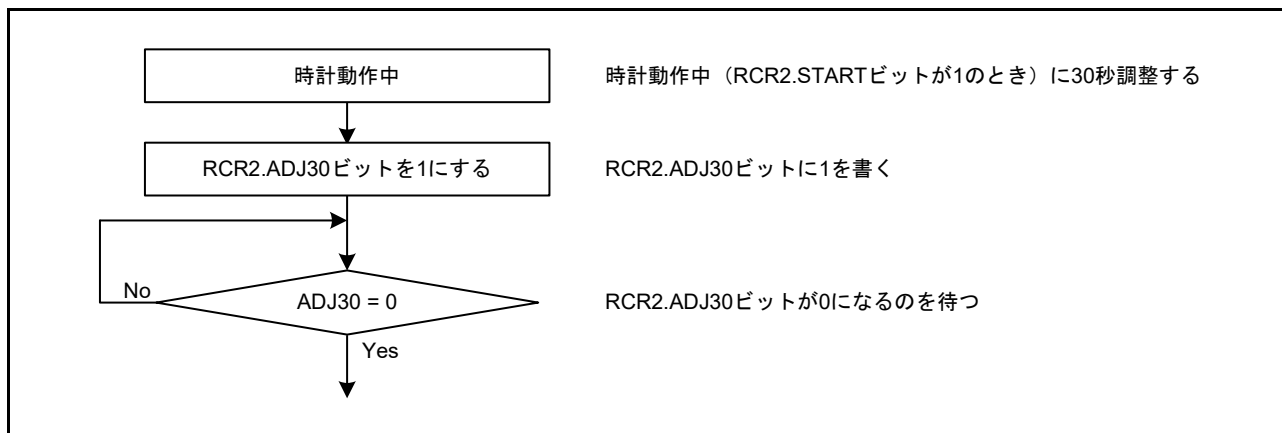 時計動作中
時計動作中（RCR2.STARTビットが1のとき）に30秒調整する
RCR2.ADJ30ビットを1にする
RCR2.ADJ30ビットに1を書く
No
ADJ30 = 0
RCR2.ADJ30ビットが0になるのを待つ
Yes